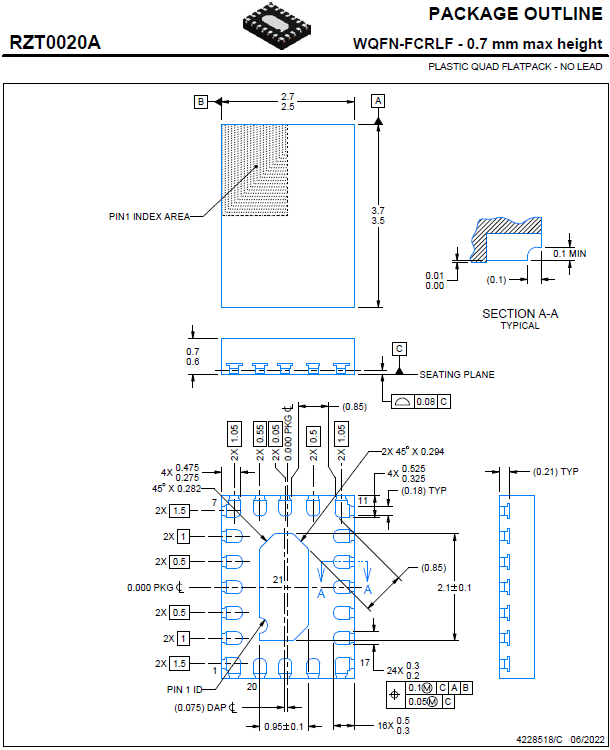 PACKAGE OUTLINE
RZT0020A
WQFN-FCRLF - 0.7 mm max height
PLASTIC QUAD FLATPACK - NO LEAD
B
2.7
2.5
A
PIN1 INDEX AREA
3.7
3.5
0.1 MIN
0.01
0.00
(0.1)
SECTION A-A
TYPICAL
0.7
0.6
C
SEATING PLANE
0.08 C
(0.85)
2X 1.05
2X 0.55
2X 0.05
0.000 PKG ℄
2X 0.5
2X 1.05
2X 45° X 0.294
4X 0.475
0.275
4X 0.525
0.325
(0.21) TYP
45° X 0.282
(0.18) TYP
7
11
2X 1.5
2X 1
2X 0.5
(0.85)
21
0.000 PKG ℄
A
A
2.1±0.1
2X 0.5
2X 1
2X 1.5
1
17
24X 0.3
0.2
PIN 1 ID
20
0.1Ⓜ C A B
0.05Ⓜ C
(0.075) DAP ℄
0.95±0.1
16X 0.5
0.3
4228518/C 06/2022